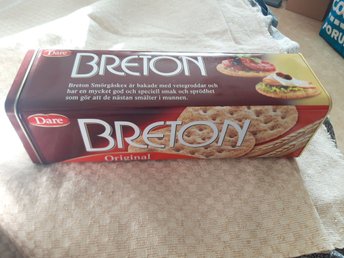 Dare
BRETON
Breton Smörgåskex är bakade med vetegroddar och
har en mycket god och speciell smak och sprödhet
som gör att de nästan smälter i munnen.
Dare
BRETON
Original